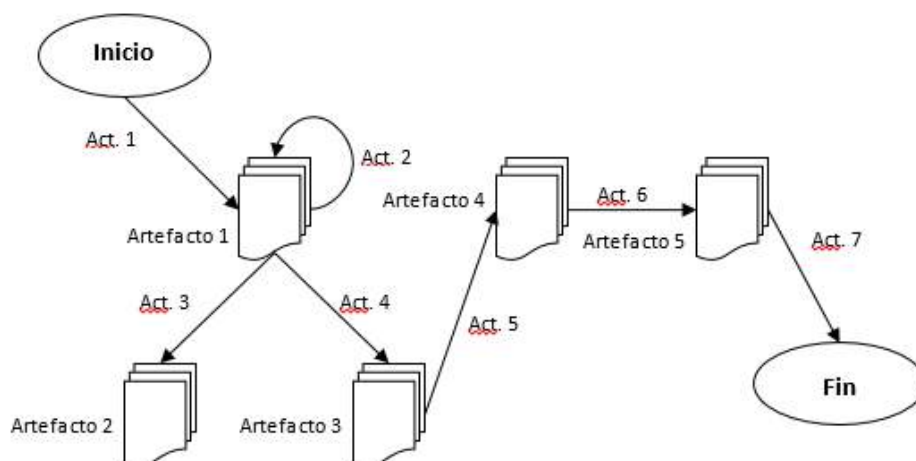 Inicio
Act. 1
Act. 2
Artefacto 1
Artefacto 4
Act. 6
Artefacto 5
Act. 7
Act. 3
Act. 4
Act. 5
Artefacto 2
Artefacto 3
Fin